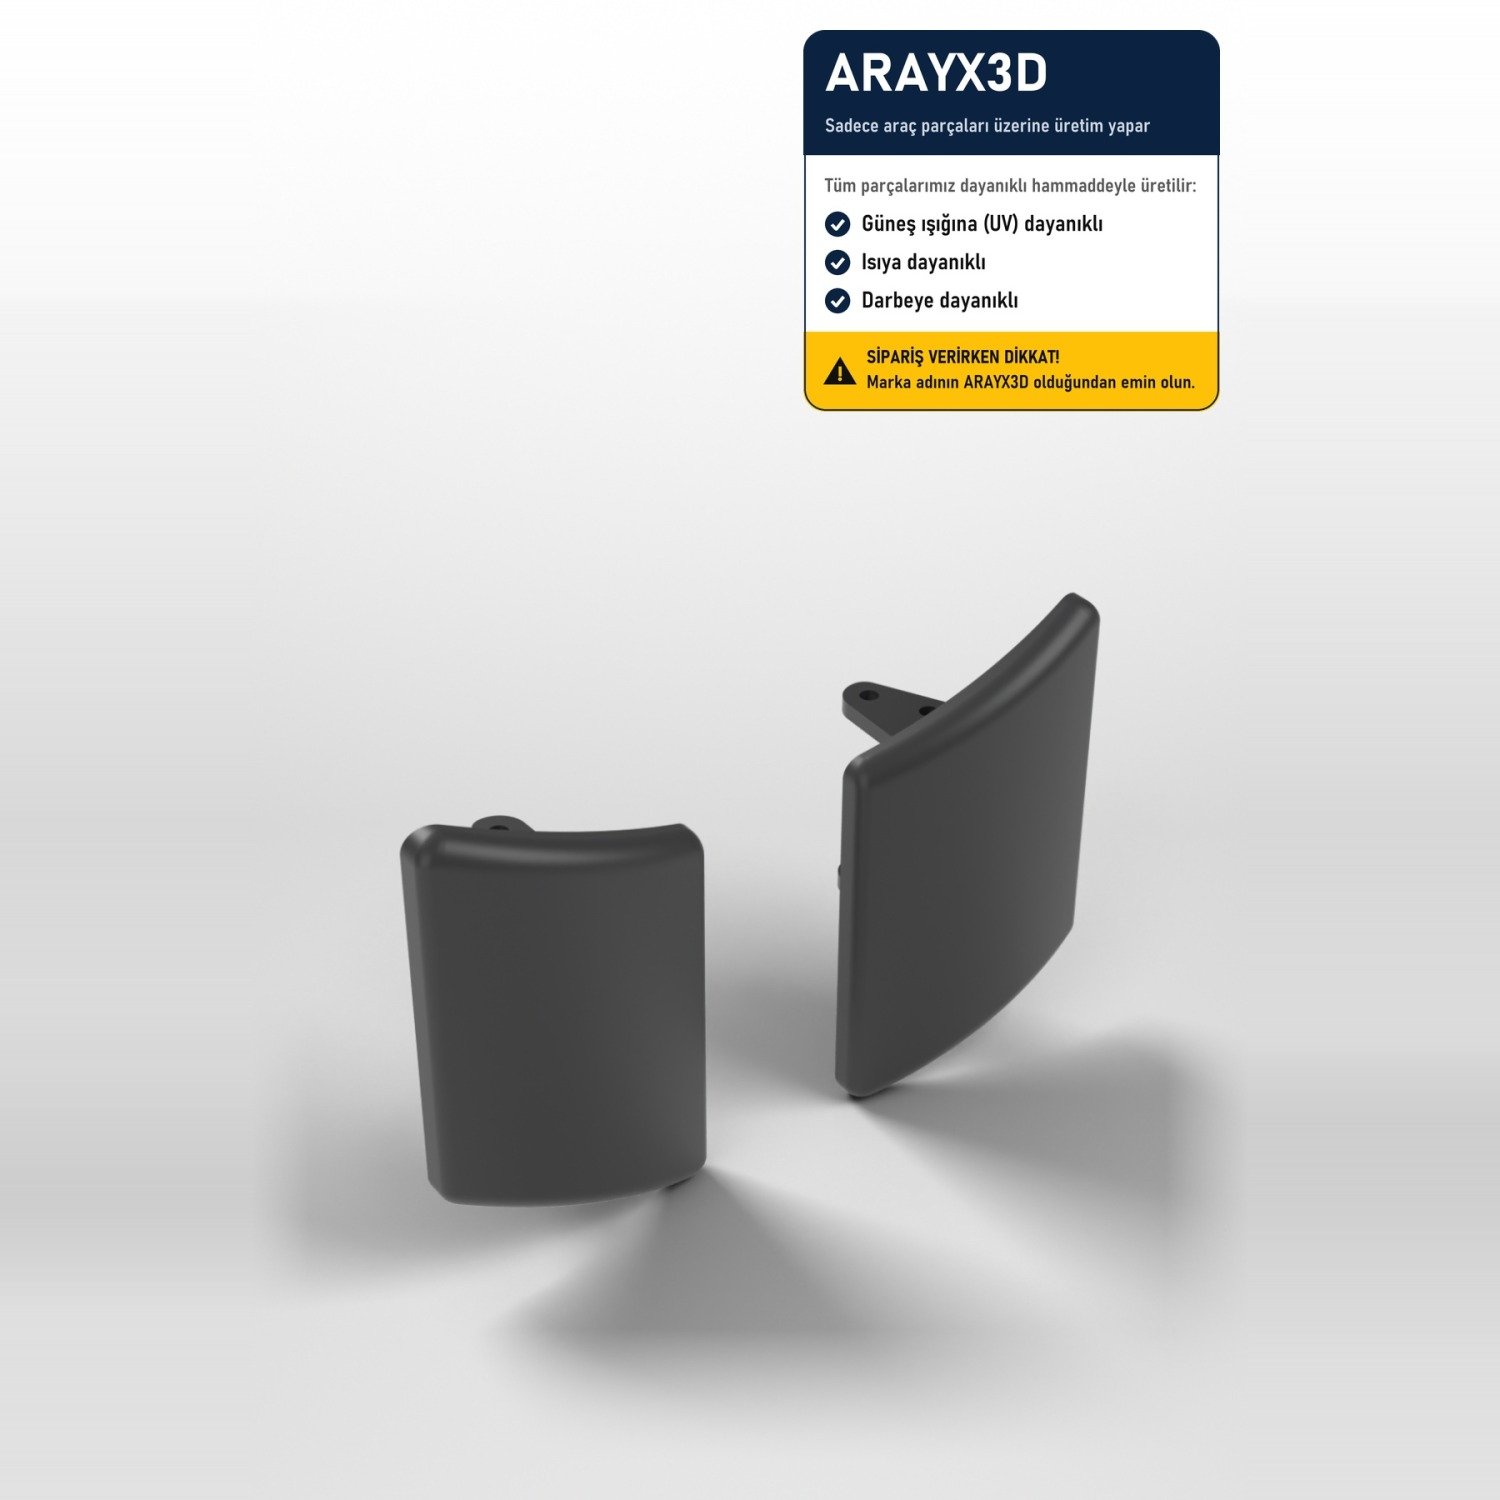 ARAYX3D
Sadece araç parçaları üzerine üretim yapar
Tüm parçalarımız dayanıklı hammaddeyle üretilir:
Güneş ışığına (UV) dayanıklı
Isıya dayanıklı
Darbeye dayanıklı
SİPARİŞ VERİRKEN DİKKAT!
Marka adının ARAYX3D olduğundan emin olun.